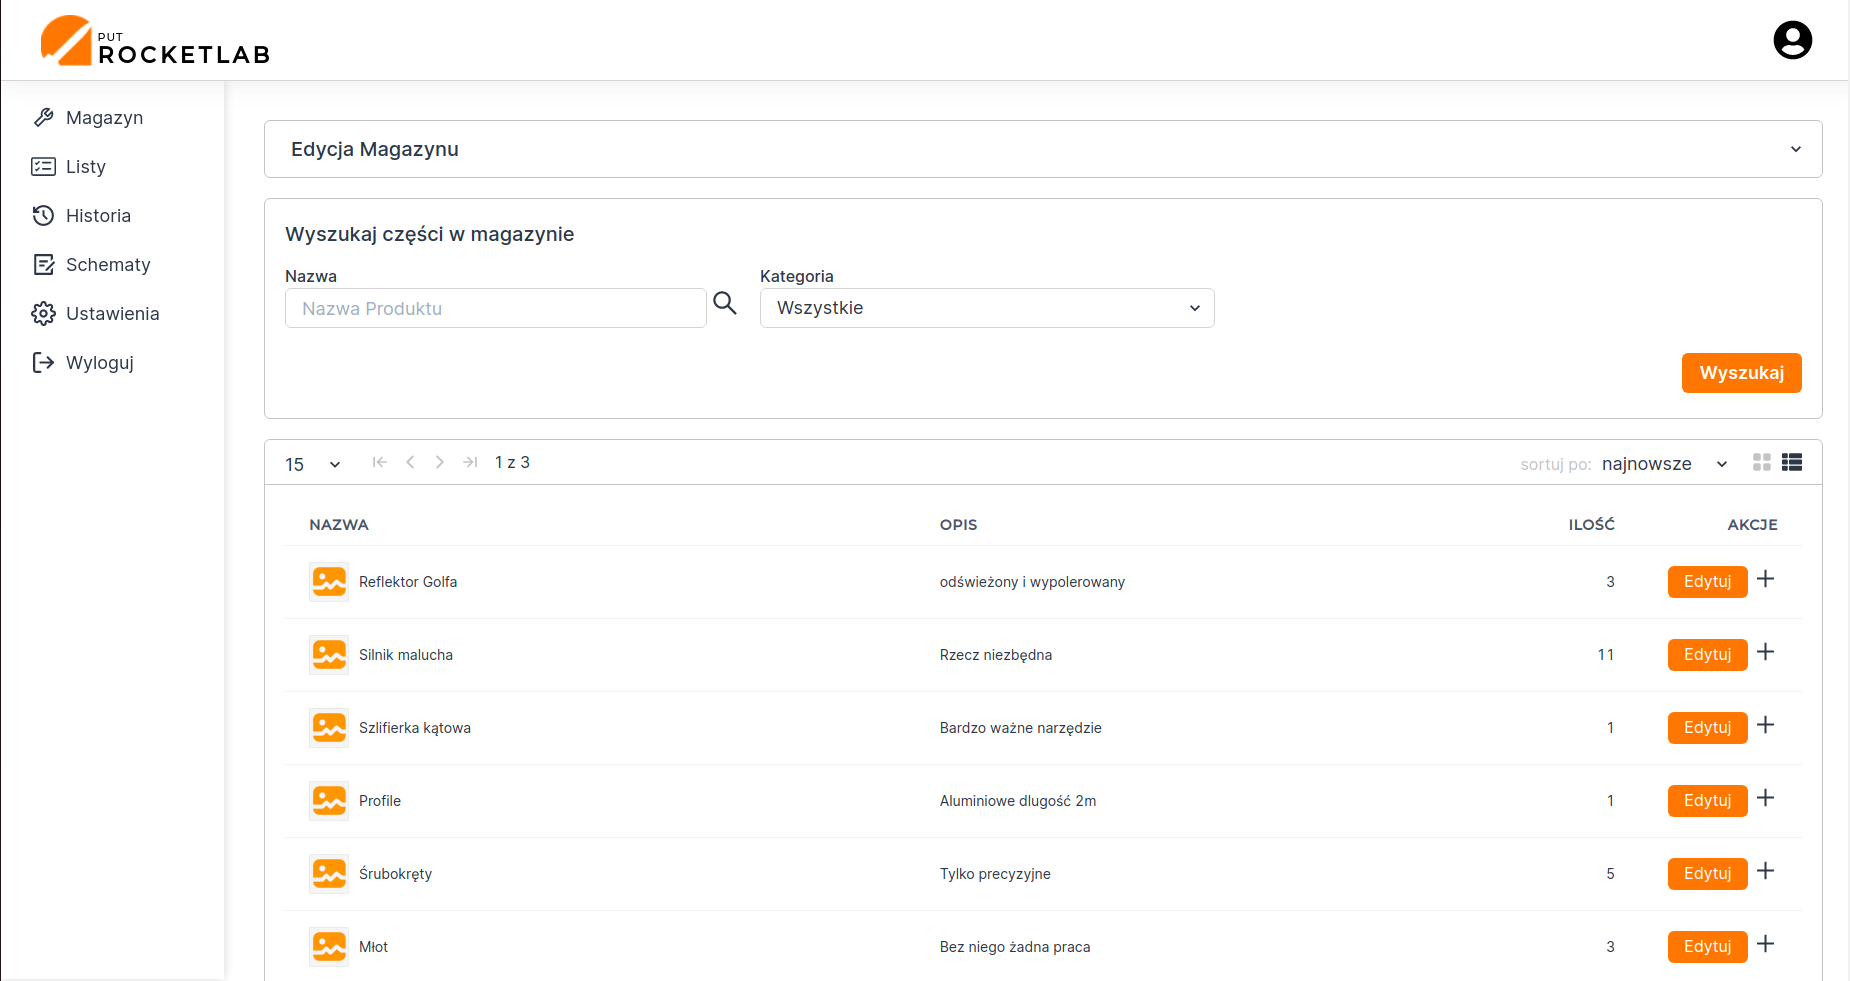 PUT
ROCKETLAB
Magazyn
Listy
Historia
Schematy
Ustawienia
Wyloguj
Edycja Magazynu
Wyszukaj części w magazynie
Nazwa Kategoria
Nazwa Produktu Wszystkie
Wyszukaj
15 1 z 3 sortuj po: najnowsze
NAZWA OPIS ILOŚĆ AKCJE
Reflektor Golfa odświeżony i wypolerowany 3 Edytuj
Silnik malucha Rzecz niezbędna 11 Edytuj
Szlifierka kątowa Bardzo ważne narzędzie 1 Edytuj
Profile Aluminiowe dlugość 2m 1 Edytuj
Śrubokręty Tylko precyzyjne 5 Edytuj
Młot Bez niego żadna praca 3 Edytuj